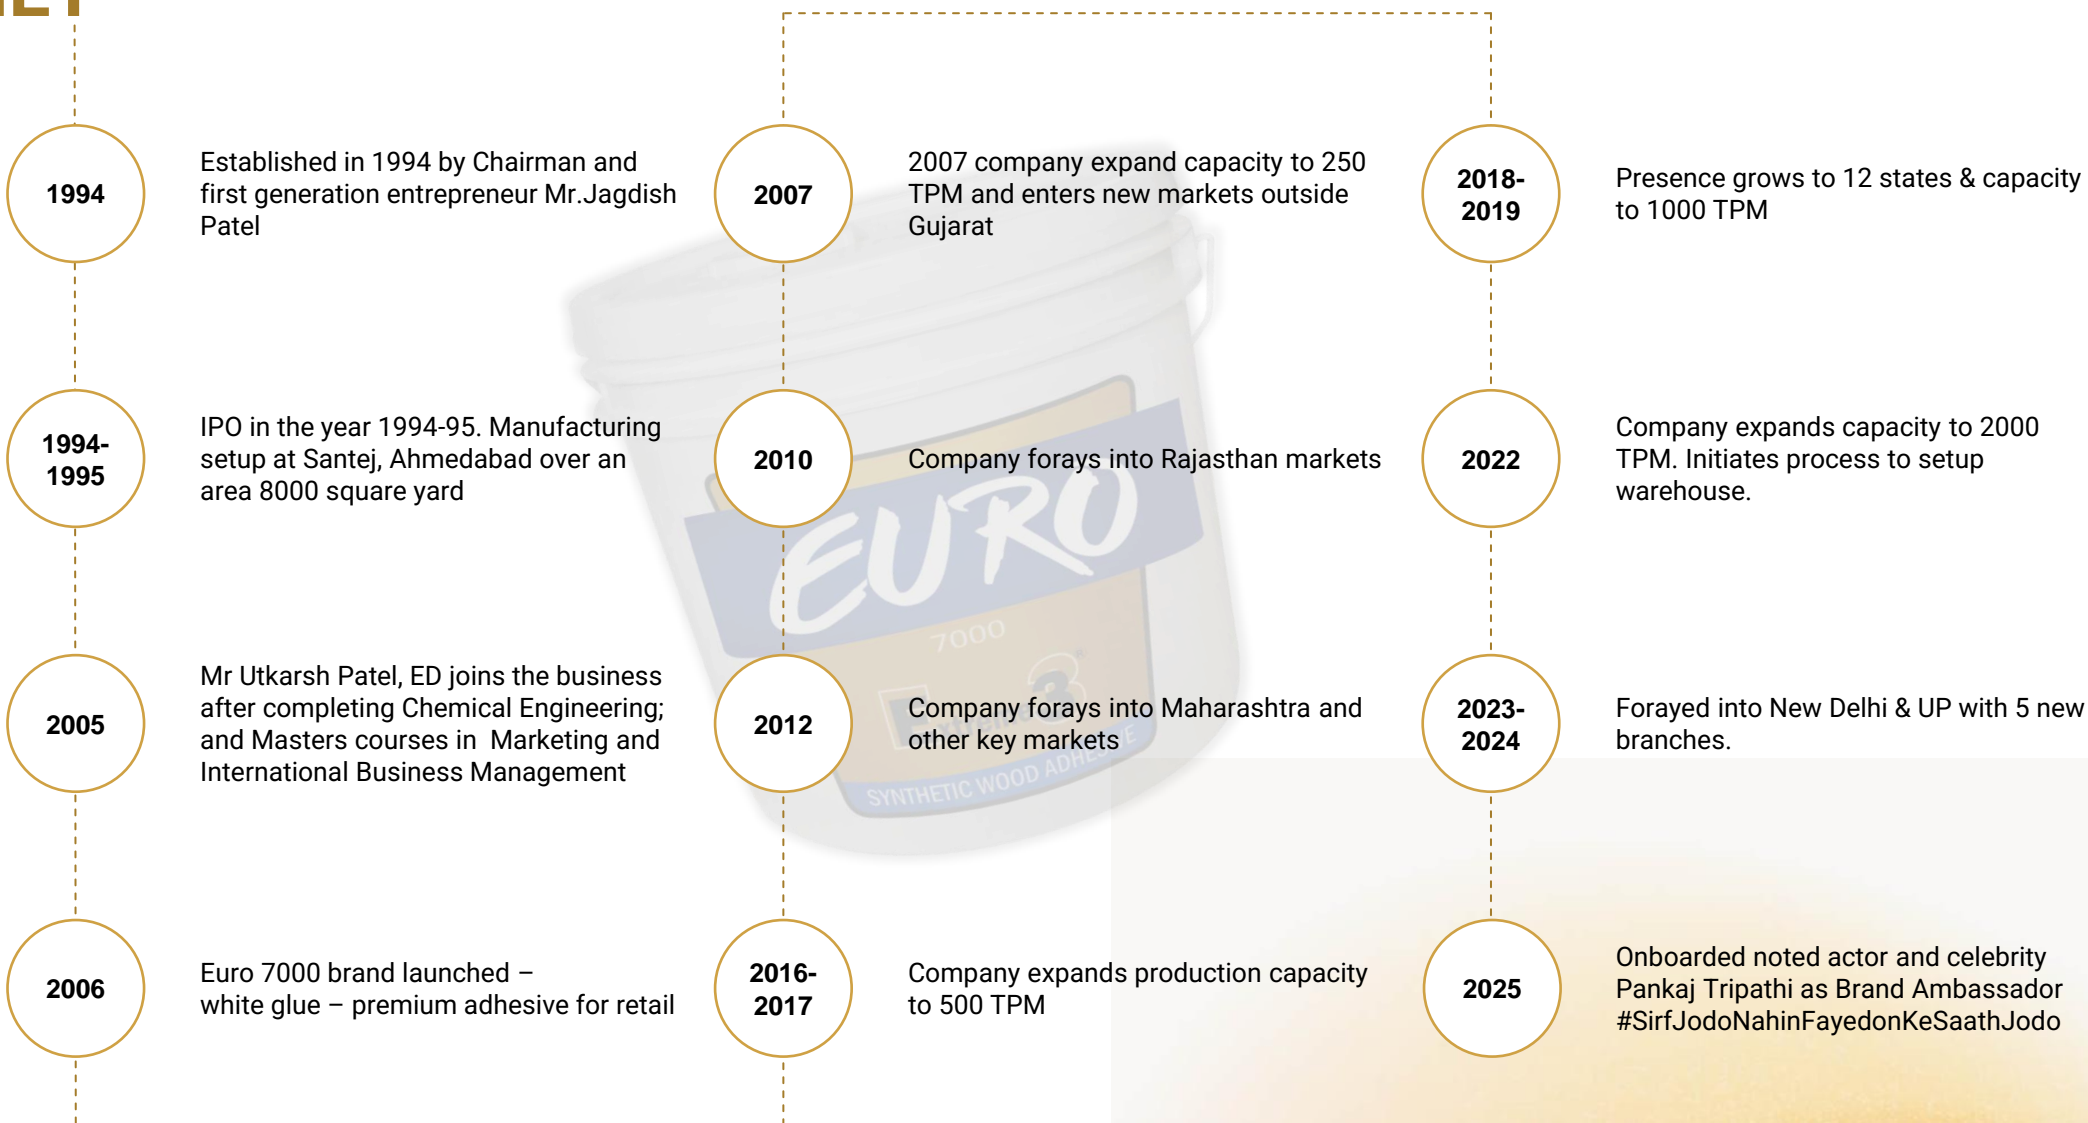 1994
Established in 1994 by Chairman and
first generation entrepreneur Mr.Jagdish
Patel
1994-
1995
IPO in the year 1994-95. Manufacturing
setup at Santej, Ahmedabad over an
area 8000 square yard
2005
Mr Utkarsh Patel, ED joins the business
after completing Chemical Engineering;
and Masters courses in  Marketing and
International Business Management
2006
Euro 7000 brand launched –
white glue – premium adhesive for retail
2007
2007 company expand capacity to 250
TPM and enters new markets outside
Gujarat
2010
Company forays into Rajasthan markets
2012
Company forays into Maharashtra and
other key markets
2016-
2017
Company expands production capacity
to 500 TPM
2018-
2019
Presence grows to 12 states & capacity
to 1000 TPM
2022
Company expands capacity to 2000
TPM. Initiates process to setup
warehouse.
2023-
2024
Forayed into New Delhi & UP with 5 new
branches.
2025
Onboarded noted actor and celebrity
Pankaj Tripathi as Brand Ambassador
#SirfJodoNahinFayedonKeSaathJodo
EURO
7000
Extreme3
SYNTHETIC WOOD ADHESIVE